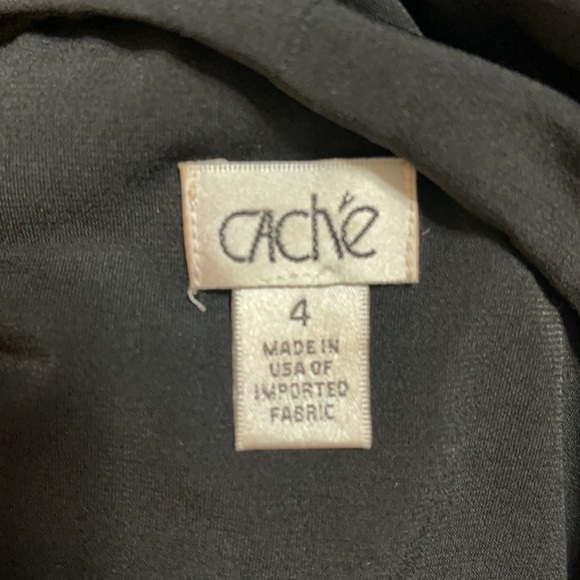 Caché
4
MADE IN
USA OF
IMPORTED
FABRIC